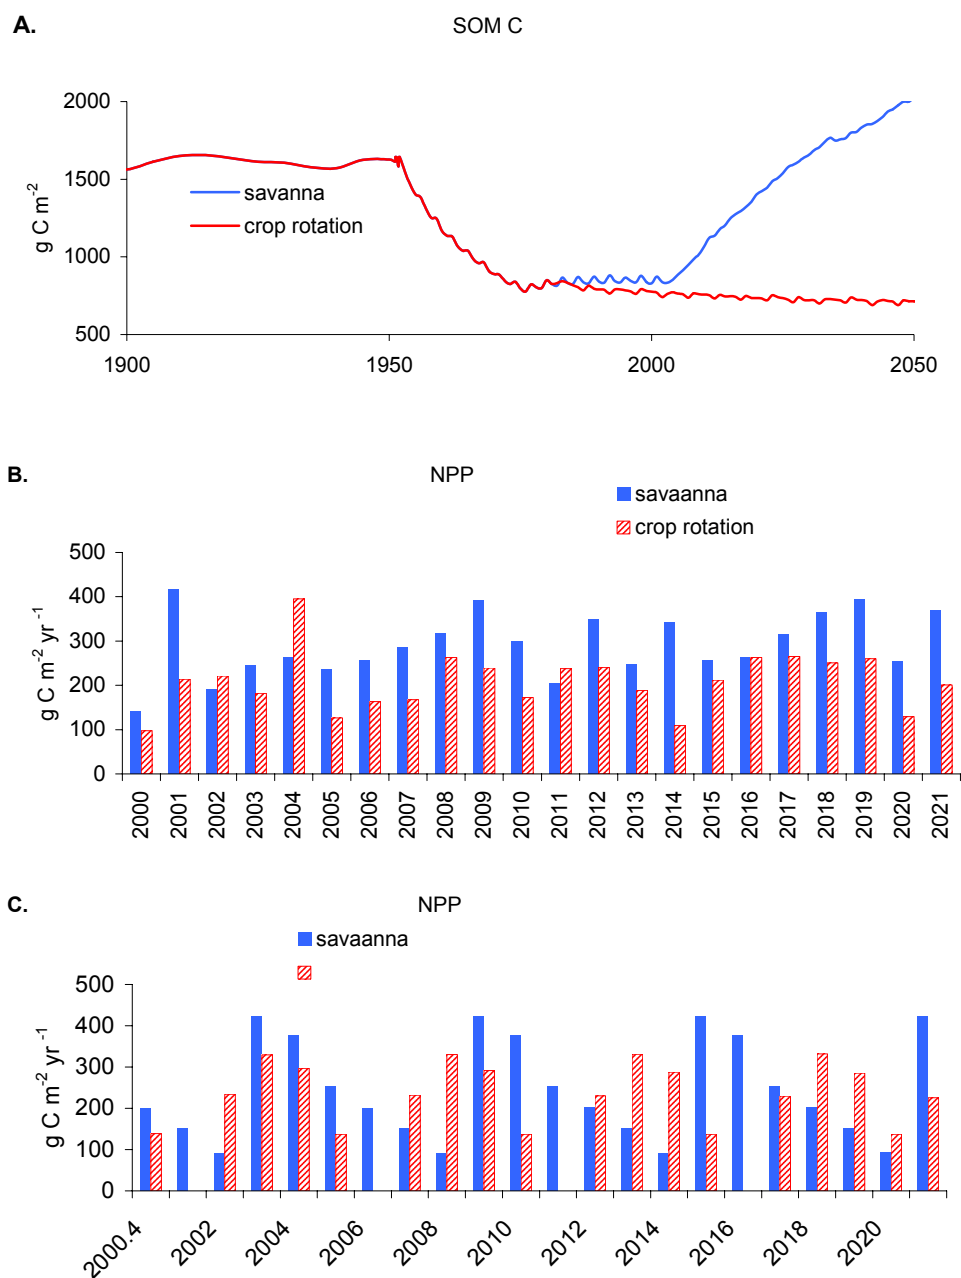 A.
SOM C
2000
1500
1000
500
g C m-2
savanna
crop rotation
1900 1950 2000 2050
B.
NPP
savaanna
crop rotation
500
400
300
200
100
0
g C m-2 yr -1
2000 2001 2002 2003 2004 2005 2006 2007 2008 2009 2010 2011 2012 2013 2014 2015 2016 2017 2018 2019 2020 2021
C.
NPP
savaanna
500
400
300
200
100
0
g C m-2 yr -1
2000.4 2002 2004 2006 2008 2010 2012 2014 2016 2018 2020